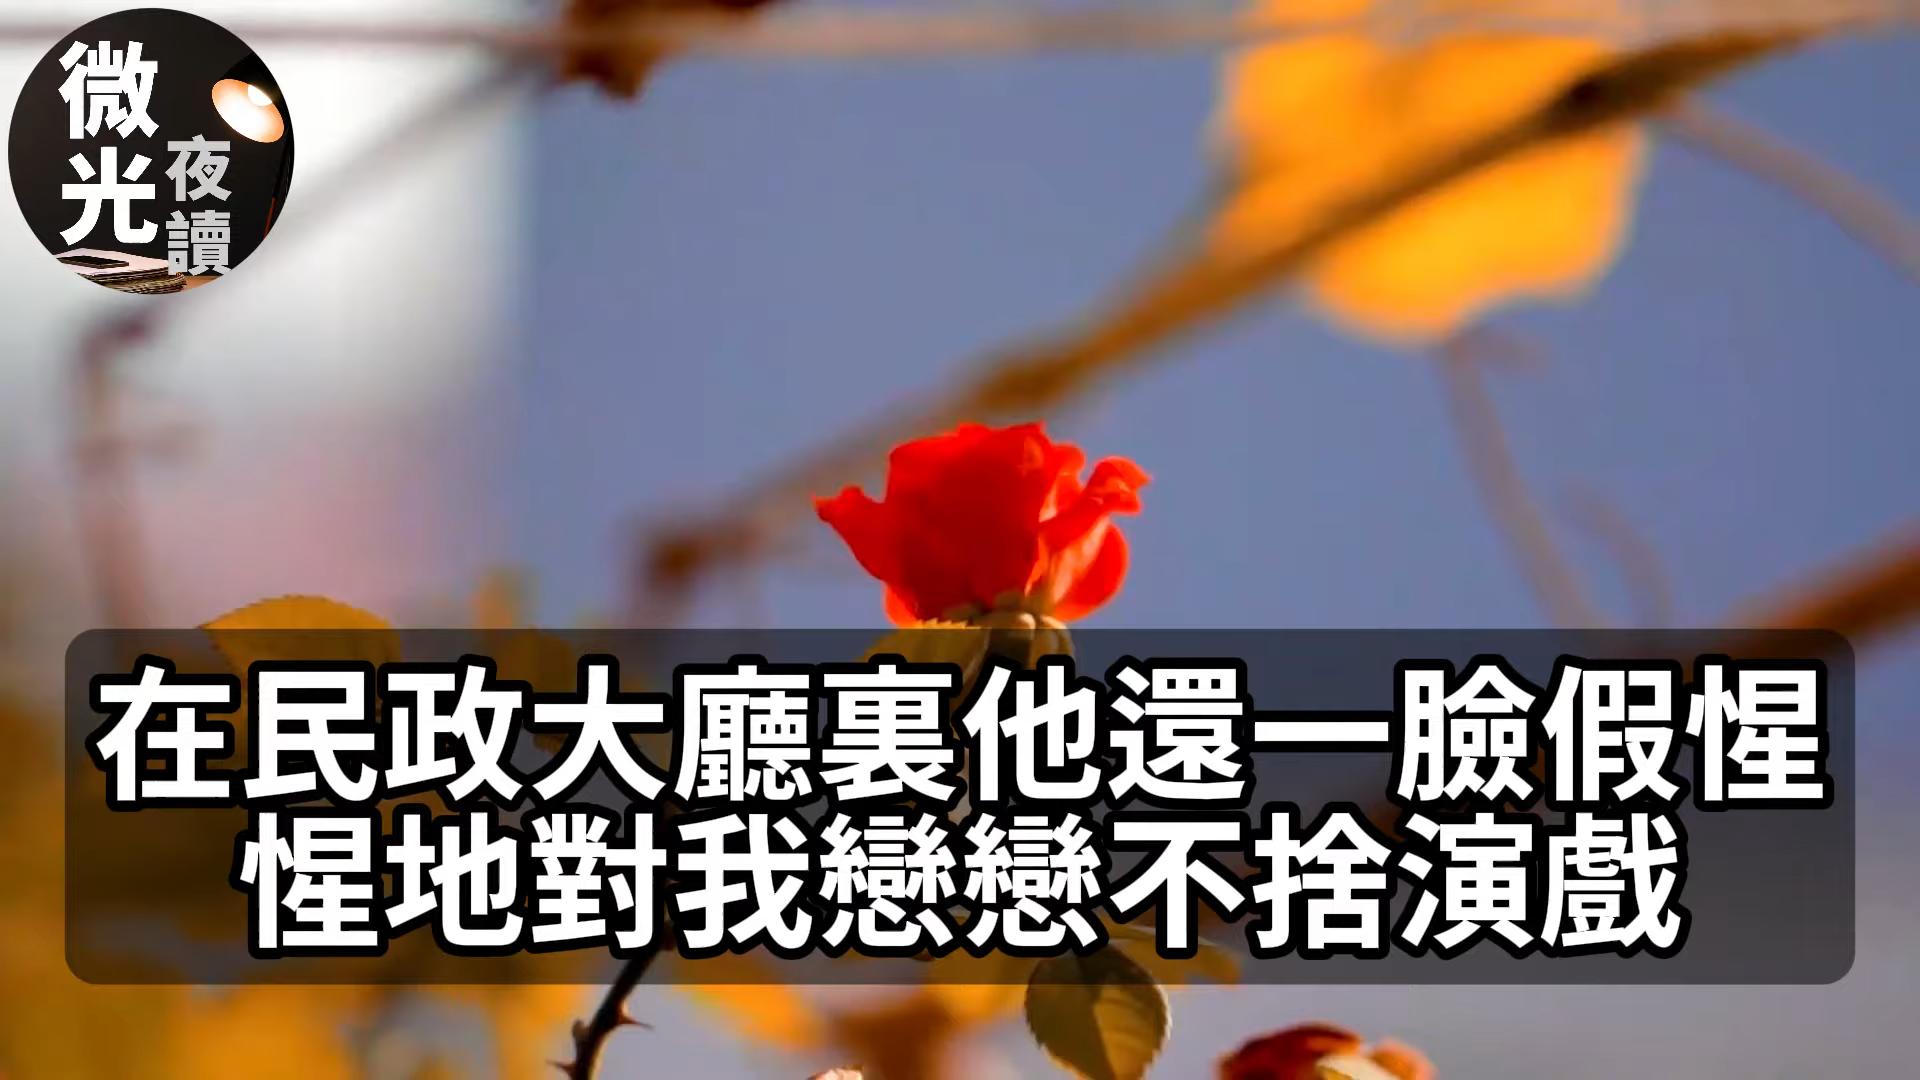 微光
夜讀
在民政大廳裏他還一臉假惺
惺地對我戀戀不捨演戲